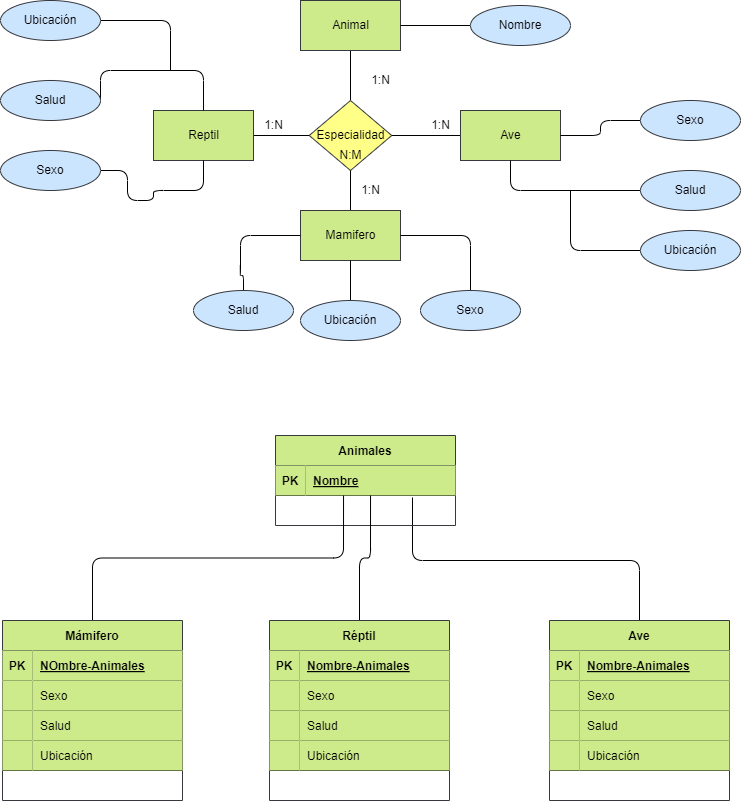 Ubicación
Animal
Nombre
1:N
Salud
Reptil
1:N
Especialidad
N:M
1:N
Ave
Sexo
Sexo
1:N
Salud
Mamifero
Ubicación
Salud
Ubicación
Sexo
Animales
PK Nombre
Mámifero
PK NOmbre-Animales
Sexo
Salud
Ubicación
Réptil
PK Nombre-Animales
Sexo
Salud
Ubicación
Ave
PK Nombre-Animales
Sexo
Salud
Ubicación